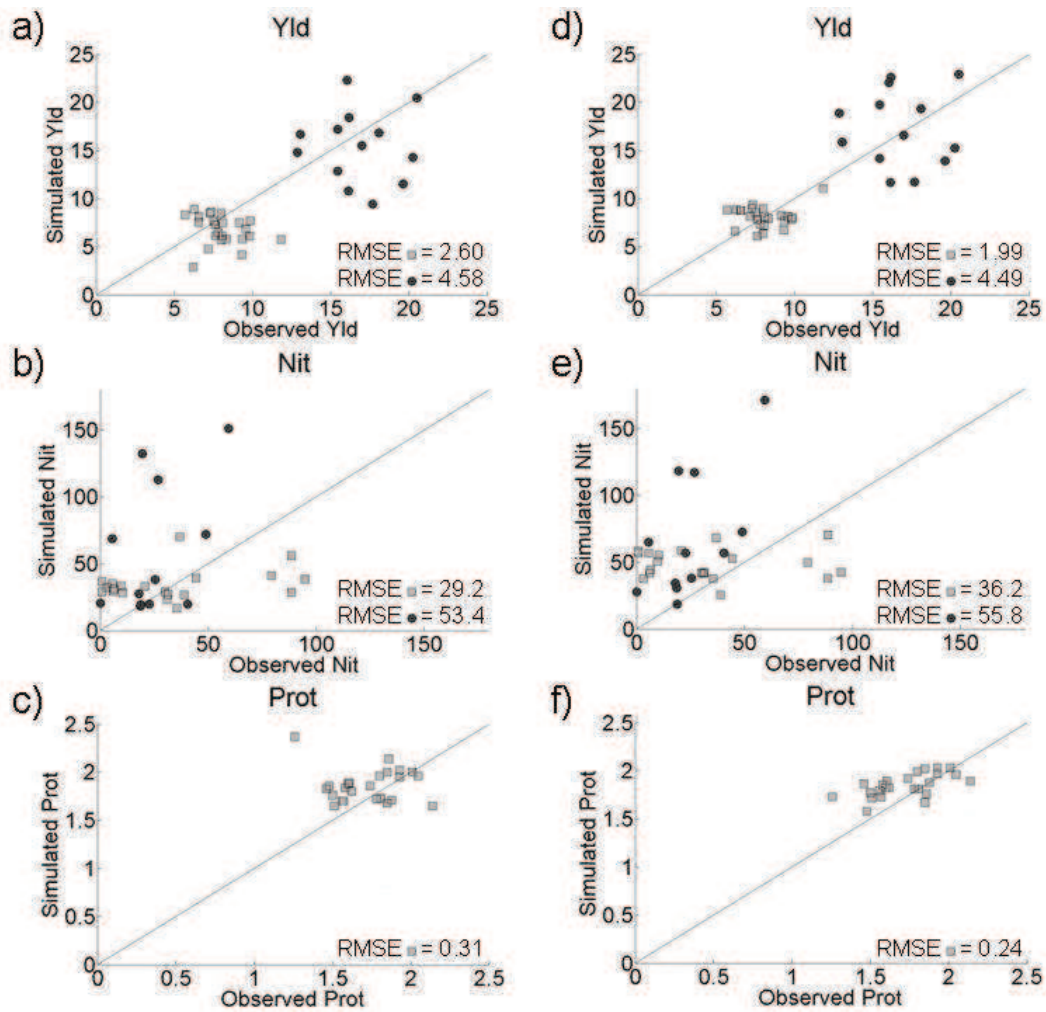 a)
Yld
25
20
15
10
5
0
Simulated Yld
RMSE = 2.60
RMSE = 4.58
0 5 10 15 20 25
Observed Yld
d)
Yld
25
20
15
10
5
0
Simulated Yld
RMSE = 1.99
RMSE = 4.49
0 5 10 15 20 25
Observed Yld
b)
Nit
150
100
50
0
Simulated Nit
RMSE = 29.2
RMSE = 53.4
0 50 100 150
Observed Nit
e)
Nit
150
100
50
0
Simulated Nit
RMSE = 36.2
RMSE = 55.8
0 50 100 150
Observed Nit
c)
Prot
2.5
2
1.5
1
0.5
0
Simulated Prot
RMSE = 0.31
0 0.5 1 1.5 2 2.5
Observed Prot
f)
Prot
2.5
2
1.5
1
0.5
0
Simulated Prot
RMSE = 0.24
0 0.5 1 1.5 2 2.5
Observed Prot